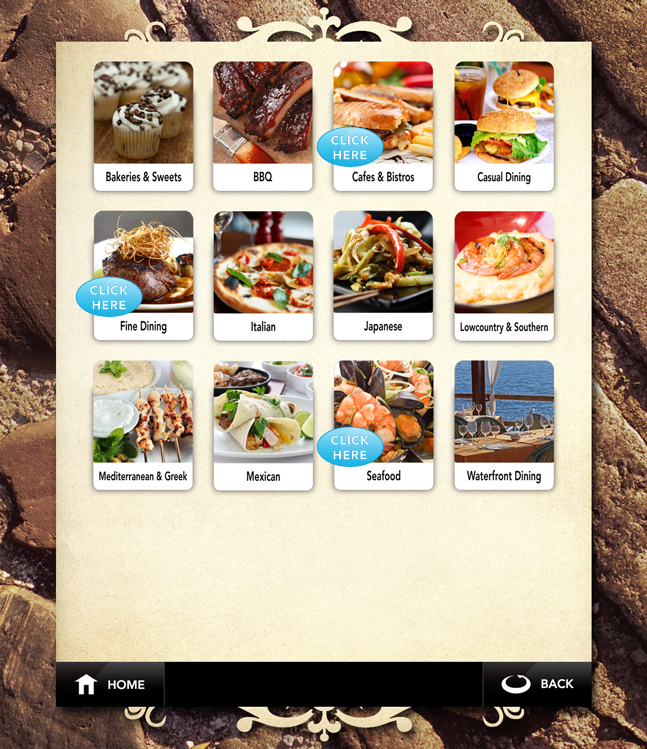 Bakeries & Sweets
BBQ
CLICK
HERE
Cafes & Bistros
Casual Dining
CLICK
HERE
Fine Dining
Italian
Japanese
Lowcountry & Southern
Mediterranean & Greek
Mexican
CLICK
HERE
Seafood
Waterfront Dining
HOME
BACK